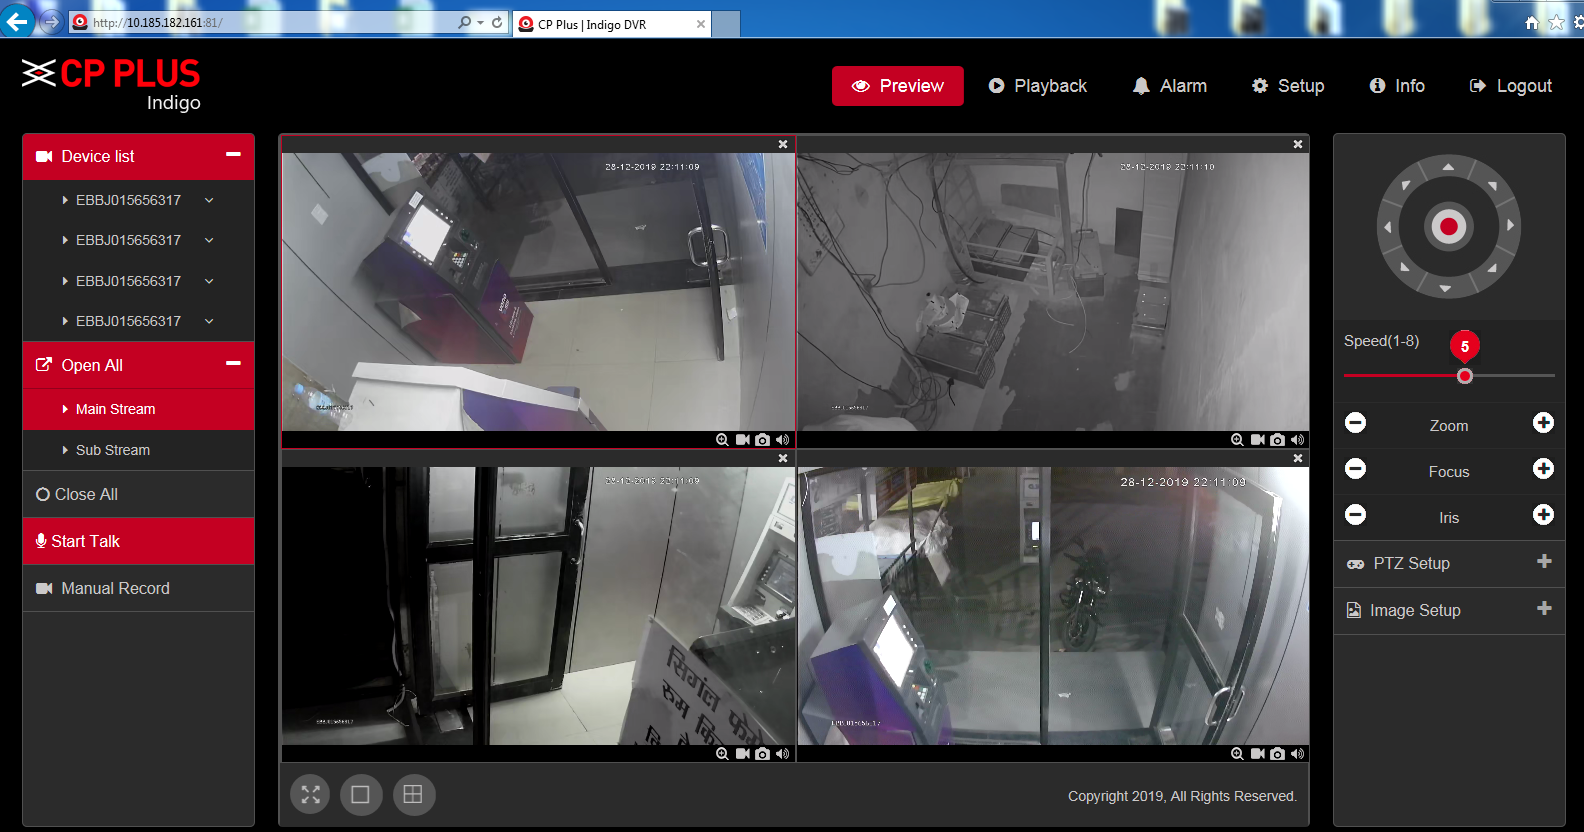 http://10.185.182.161:81/
CP Plus | Indigo DVR
CP PLUS
Indigo
Preview
Playback
Alarm
Setup
Info
Logout
Device list
EBBJ015656317
EBBJ015656317
EBBJ015656317
EBBJ015656317
Open All
Main Stream
Sub Stream
Close All
Start Talk
Manual Record
28-12-2019 22:11:09
28-12-2019 22:11:10
28-12-2019 22:11:09
सिगंल
रुम
EBBJ015656317
28-12-2019 22:11:09
EBBJ015656317
Copyright 2019, All Rights Reserved.
Speed(1-8)
5
Zoom
Focus
Iris
PTZ Setup
Image Setup